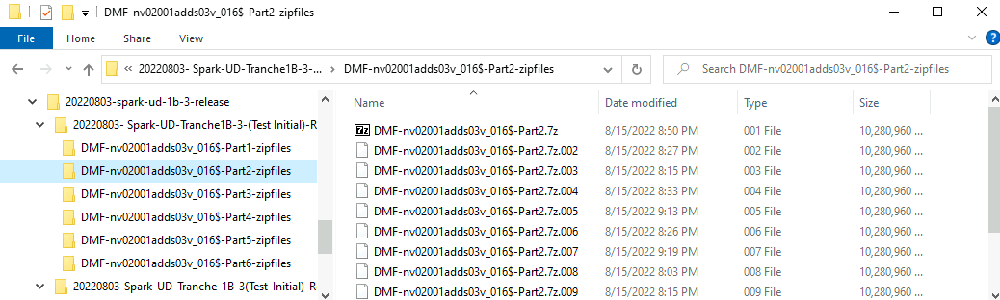 DMF-nv02001adds03v_016$-Part2-zipfiles
File Home Share View
« 20220803- Spark-UD-Tranche1B-3-... > DMF-nv02001adds03v_016$-Part2-zipfiles Search DMF-nv02001adds03v_016$-Part2-zipfiles
20220803-spark-ud-1b-3-release
20220803- Spark-UD-Tranche1B-3-(Test Initial)-R
DMF-nv02001adds03v_016$-Part1-zipfiles
DMF-nv02001adds03v_016$-Part2-zipfiles
DMF-nv02001adds03v_016$-Part3-zipfiles
DMF-nv02001adds03v_016$-Part4-zipfiles
DMF-nv02001adds03v_016$-Part5-zipfiles
DMF-nv02001adds03v_016$-Part6-zipfiles
20220803-Spark-UD-Tranche-1B-3(Test-Initial)-R
Name Date modified Type Size
7z DMF-nv02001adds03v_016$-Part2.7z 8/15/2022 8:50 PM 001 File 10,280,960 ...
DMF-nv02001adds03v_016$-Part2.7z.002 8/15/2022 8:27 PM 002 File 10,280,960 ...
DMF-nv02001adds03v_016$-Part2.7z.003 8/15/2022 8:15 PM 003 File 10,280,960 ...
DMF-nv02001adds03v_016$-Part2.7z.004 8/15/2022 8:33 PM 004 File 10,280,960 ...
DMF-nv02001adds03v_016$-Part2.7z.005 8/15/2022 9:13 PM 005 File 10,280,960 ...
DMF-nv02001adds03v_016$-Part2.7z.006 8/15/2022 8:26 PM 006 File 10,280,960 ...
DMF-nv02001adds03v_016$-Part2.7z.007 8/15/2022 9:19 PM 007 File 10,280,960 ...
DMF-nv02001adds03v_016$-Part2.7z.008 8/15/2022 8:03 PM 008 File 10,280,960 ...
DMF-nv02001adds03v_016$-Part2.7z.009 8/15/2022 8:15 PM 009 File 10,280,960 ...